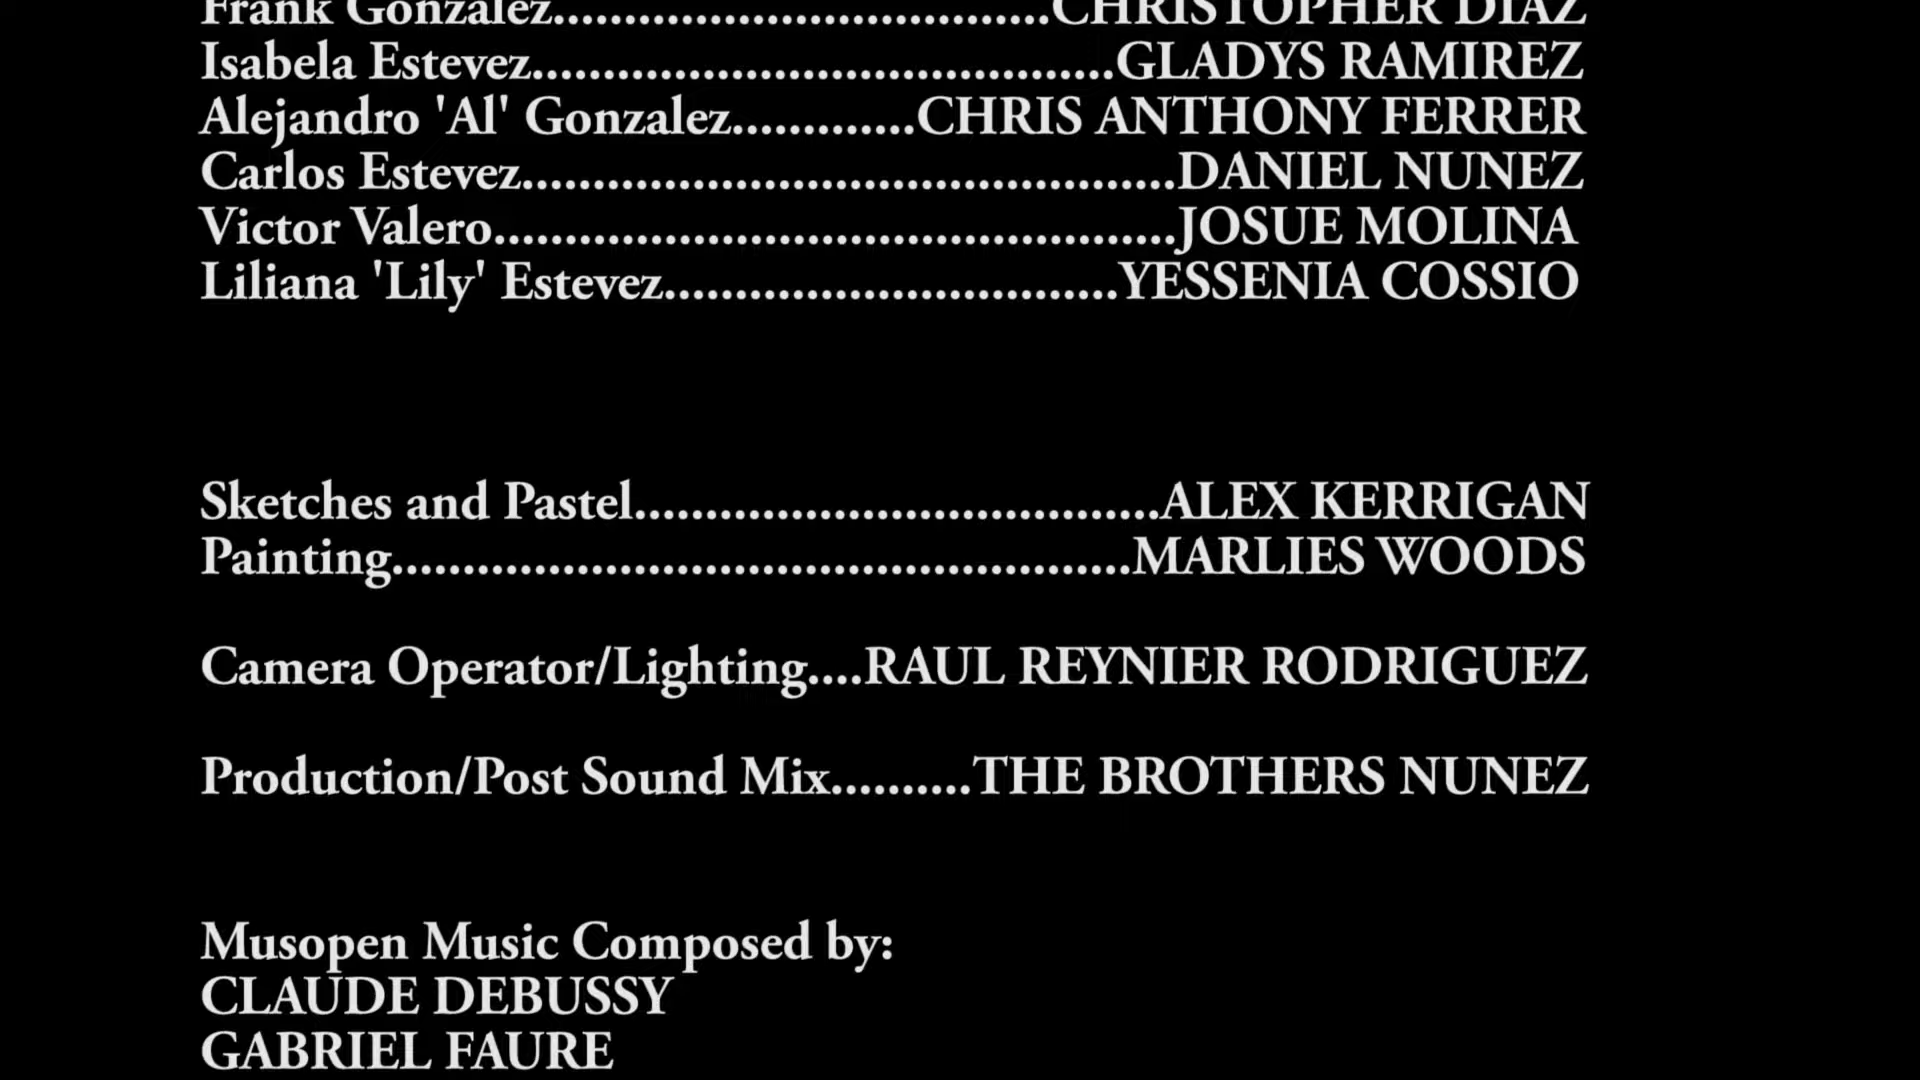 Frank Gonzalez...................................CHRISTOPHER DIAZ
Isabela Estevez.........................................GLADYS RAMIREZ
Alejandro 'Al' Gonzalez.............CHRIS ANTHONY FERRER
Carlos Estevez..............................................DANIEL NUNEZ
Victor Valero................................................JOSUE MOLINA
Liliana 'Lily' Estevez................................YESSENIA COSSIO
Sketches and Pastel.....................................ALEX KERRIGAN
Painting....................................................MARLIES WOODS
Camera Operator/Lighting....RAUL REYNIER RODRIGUEZ
Production/Post Sound Mix..........THE BROTHERS NUNEZ
Musopen Music Composed by:
CLAUDE DEBUSSY
GABRIEL FAURE